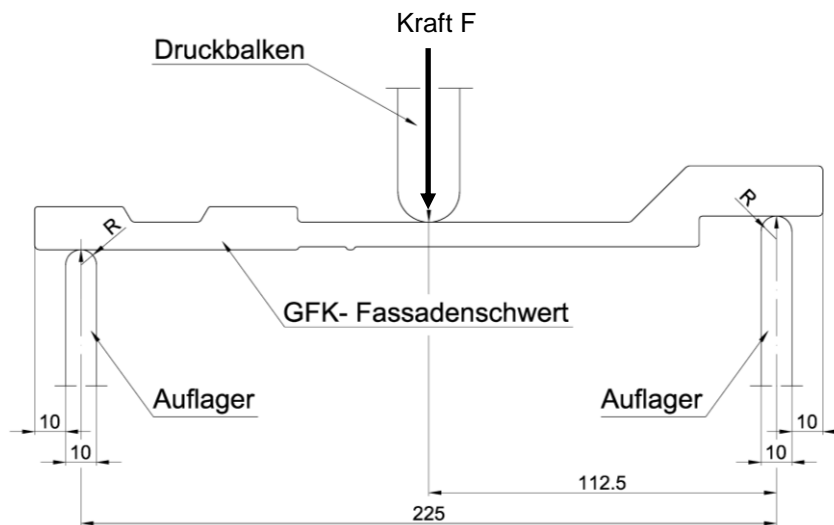 Kraft F
Druckbalken
R
R
GFK- Fassadenschwert
Auflager
Auflager
10
10
10
10
112.5
225